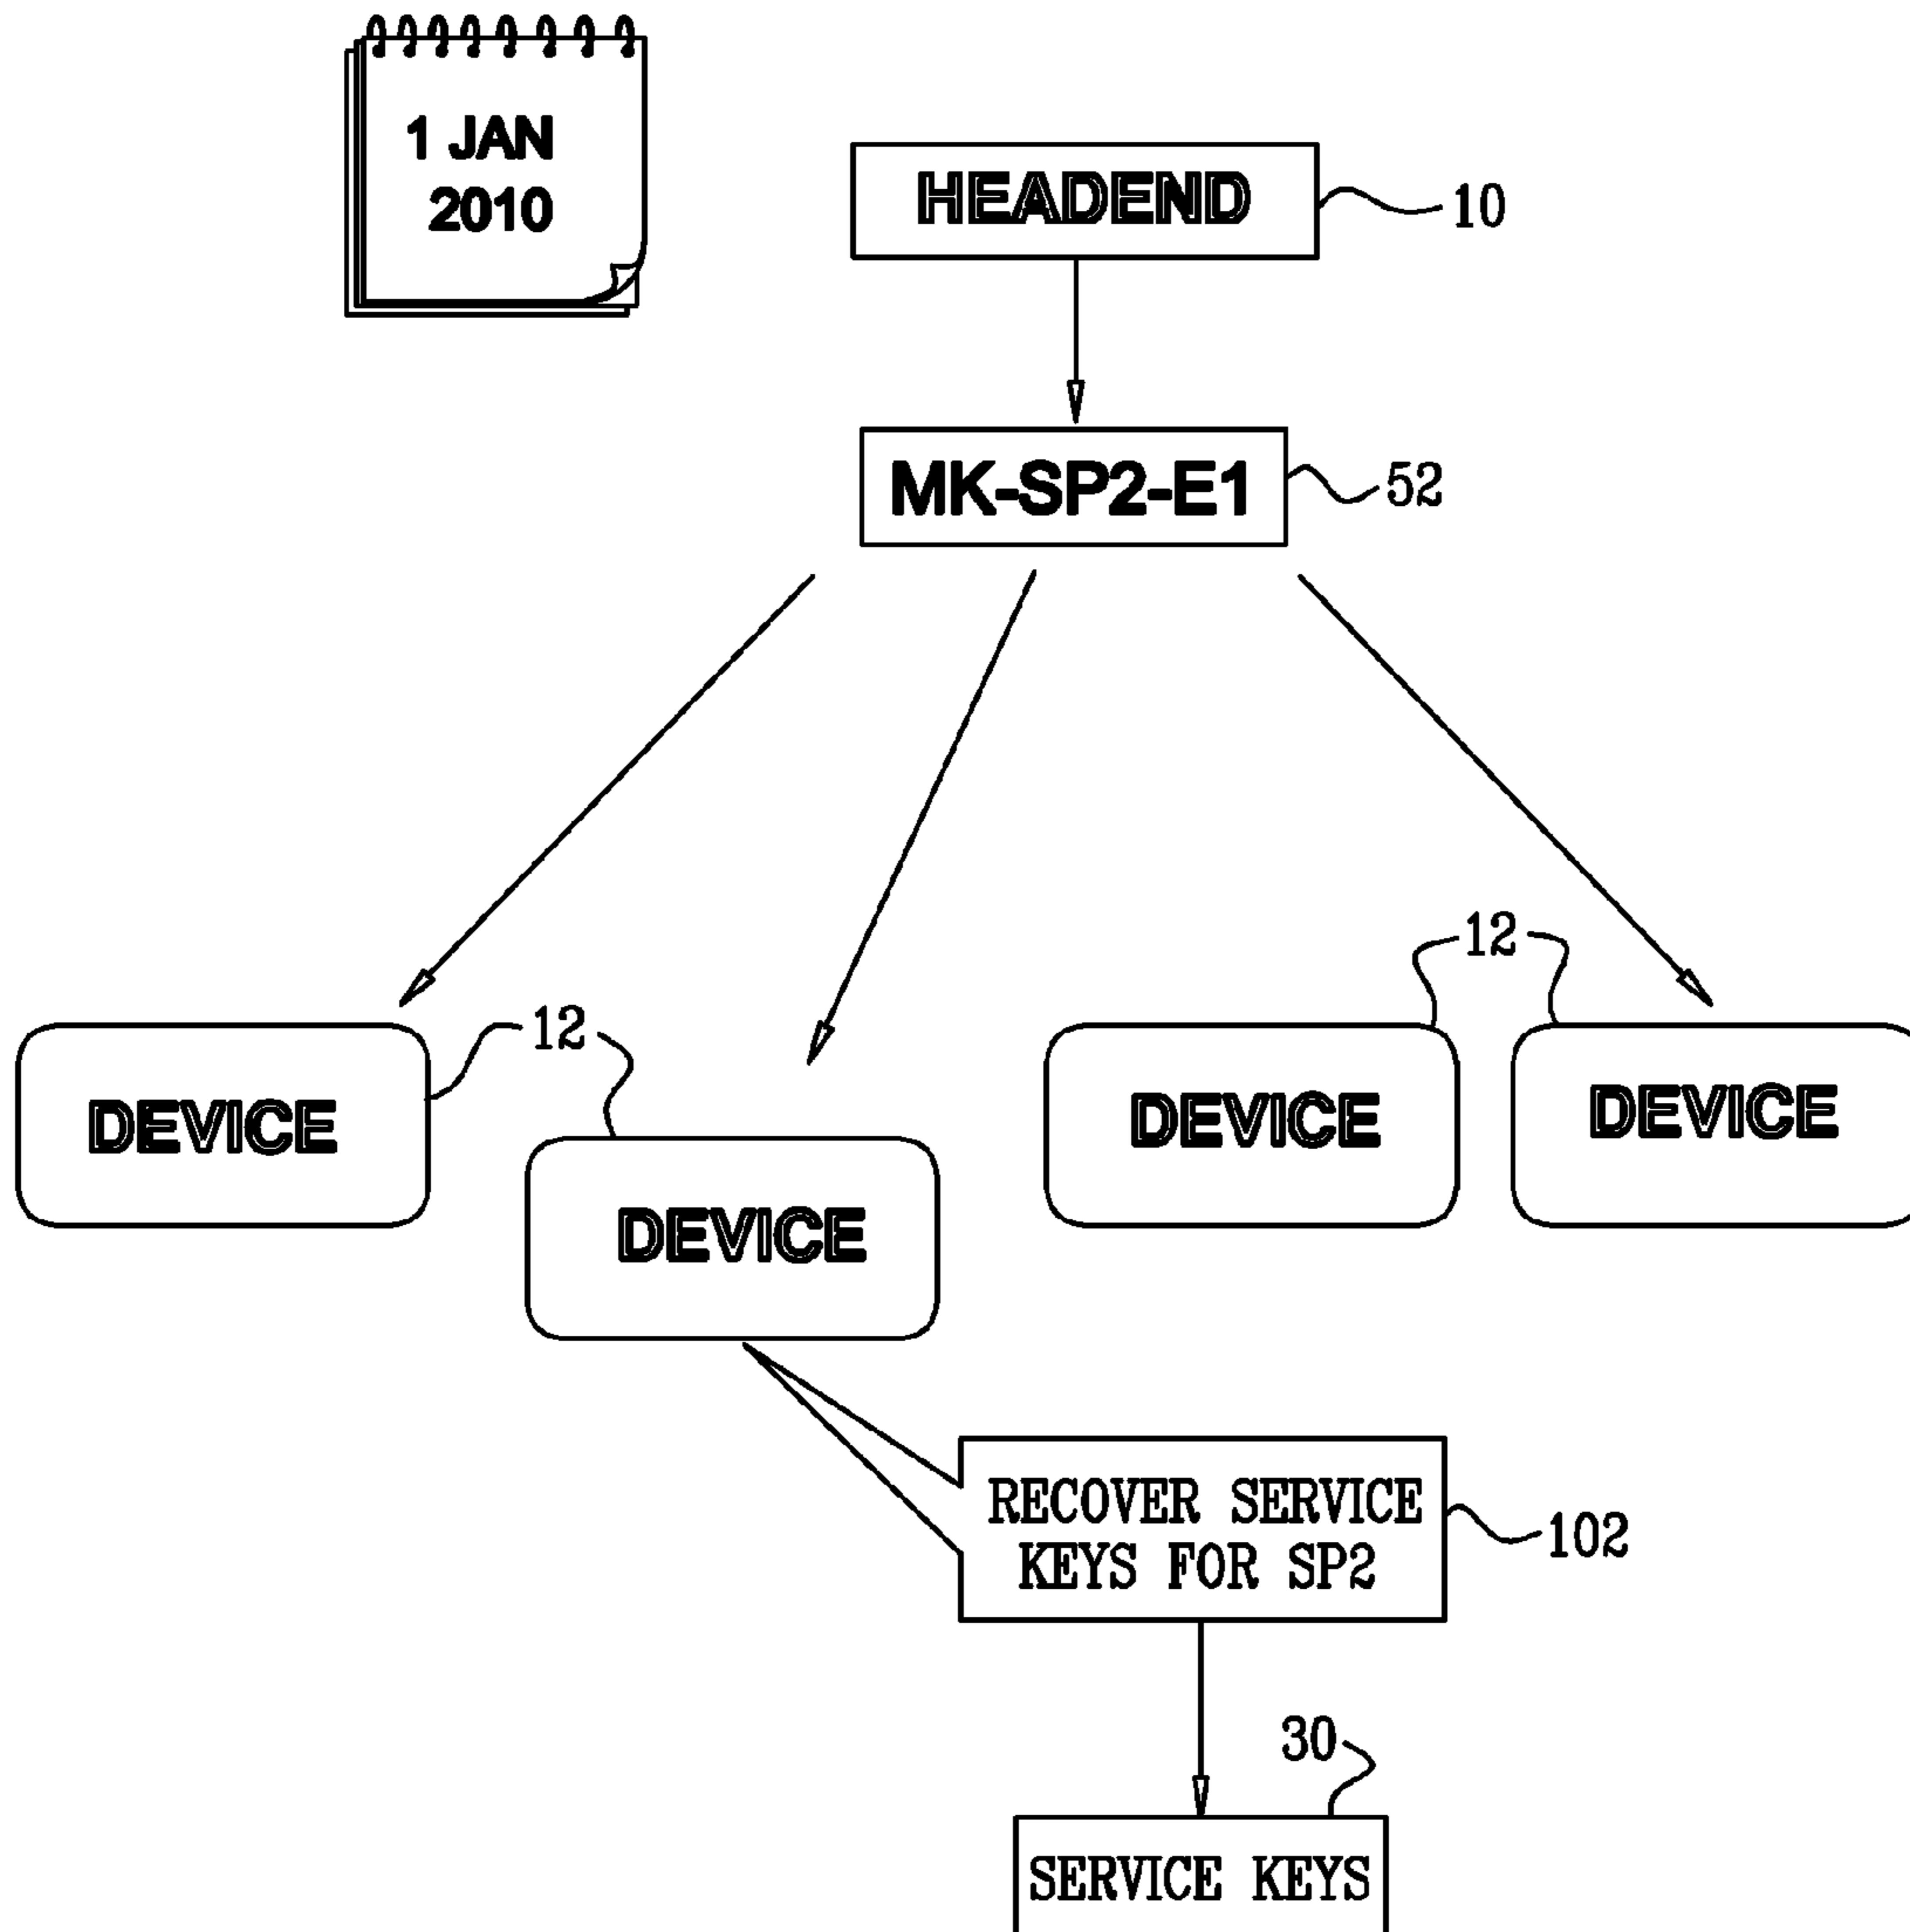 1 JAN
2010
HEADEND
10
MK-SP2-E1
52
12
12
DEVICE
DEVICE
DEVICE
DEVICE
RECOVER SERVICE
KEYS FOR SP2
102
30
SERVICE KEYS